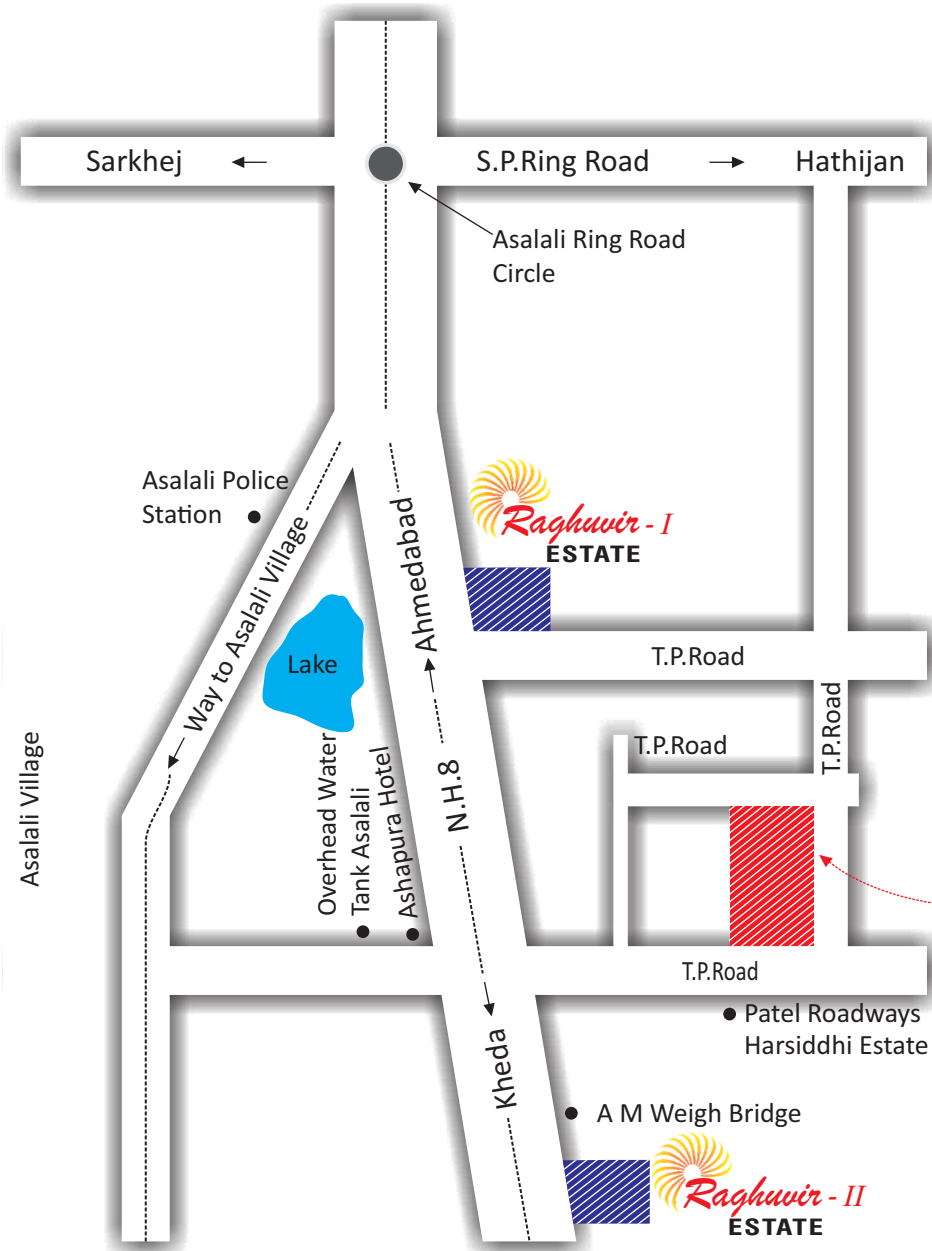 Sarkhej
S.P.Ring Road
Hathijan
Asalali Ring Road
Circle
Asalali Police
Station
Way to Asalali Village
Ahmedabad
Raghuvir - I
ESTATE
Lake
T.P.Road
T.P.Road
T.P.Road
Asalali Village
Overhead Water
Tank Asalali
Ashapura Hotel
N.H.8
T.P.Road
Patel Roadways
Harsiddhi Estate
Kheda
A M Weigh Bridge
Raghuvir - II
ESTATE